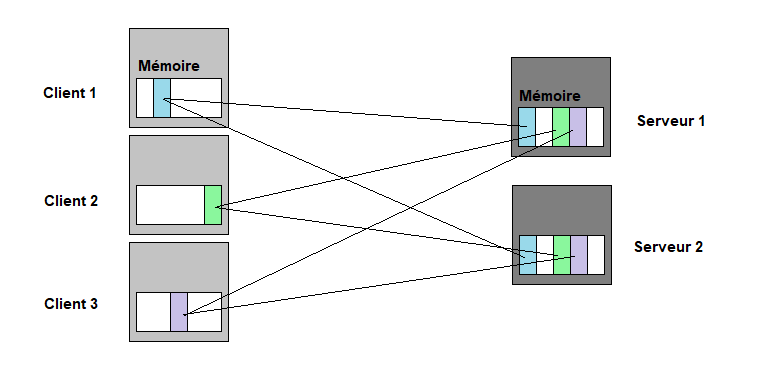 Mémoire
Client 1
Client 2
Client 3
Mémoire
Serveur 1
Serveur 2